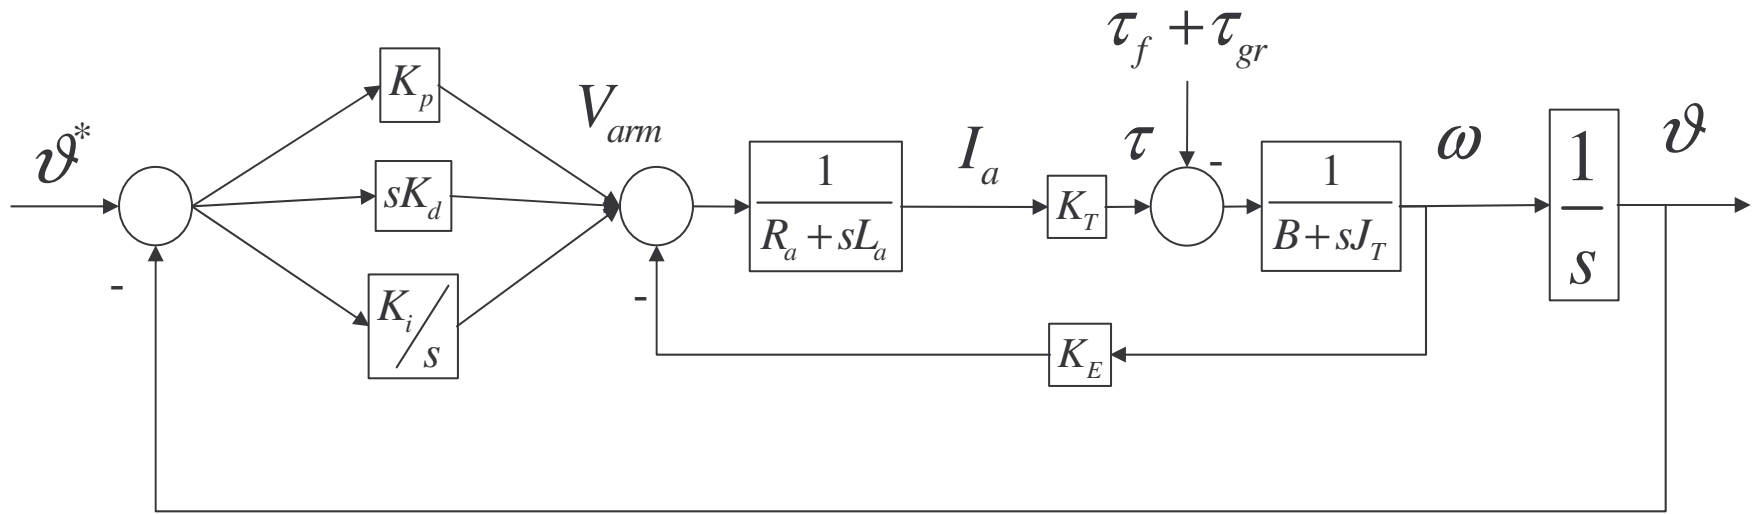 τ_f + τ_gr
K_p
V_arm
ϑ*
I_a
τ
-
ω
ϑ
sK_d
1
R_a + sL_a
K_T
1
B + sJ_T
1
s
-
-
K_i / s
K_E